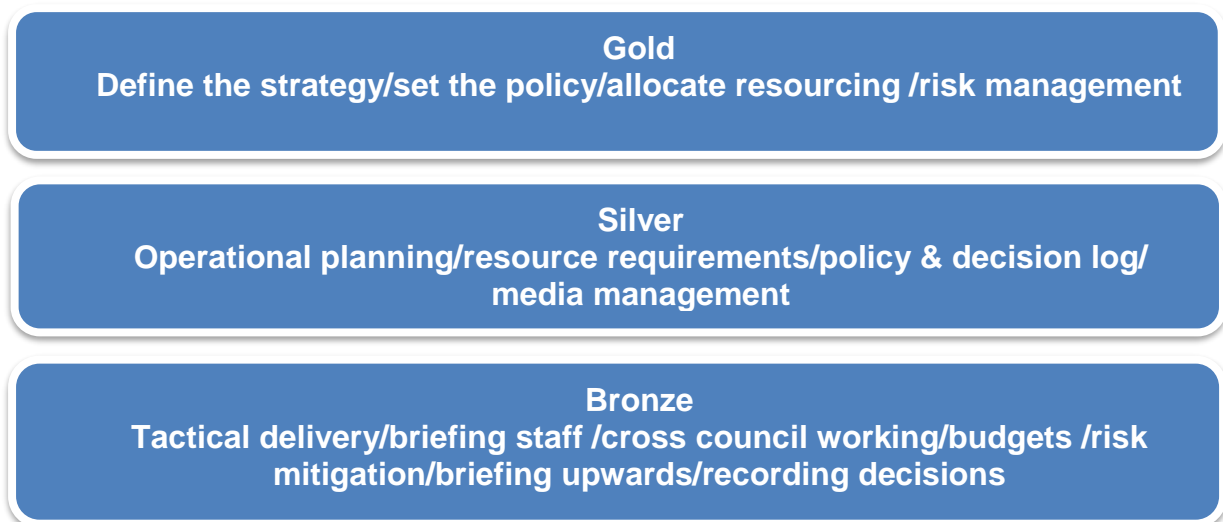 Gold
Define the strategy/set the policy/allocate resourcing /risk management
Silver
Operational planning/resource requirements/policy & decision log/
media management
Bronze
Tactical delivery/briefing staff /cross council working/budgets /risk
mitigation/briefing upwards/recording decisions